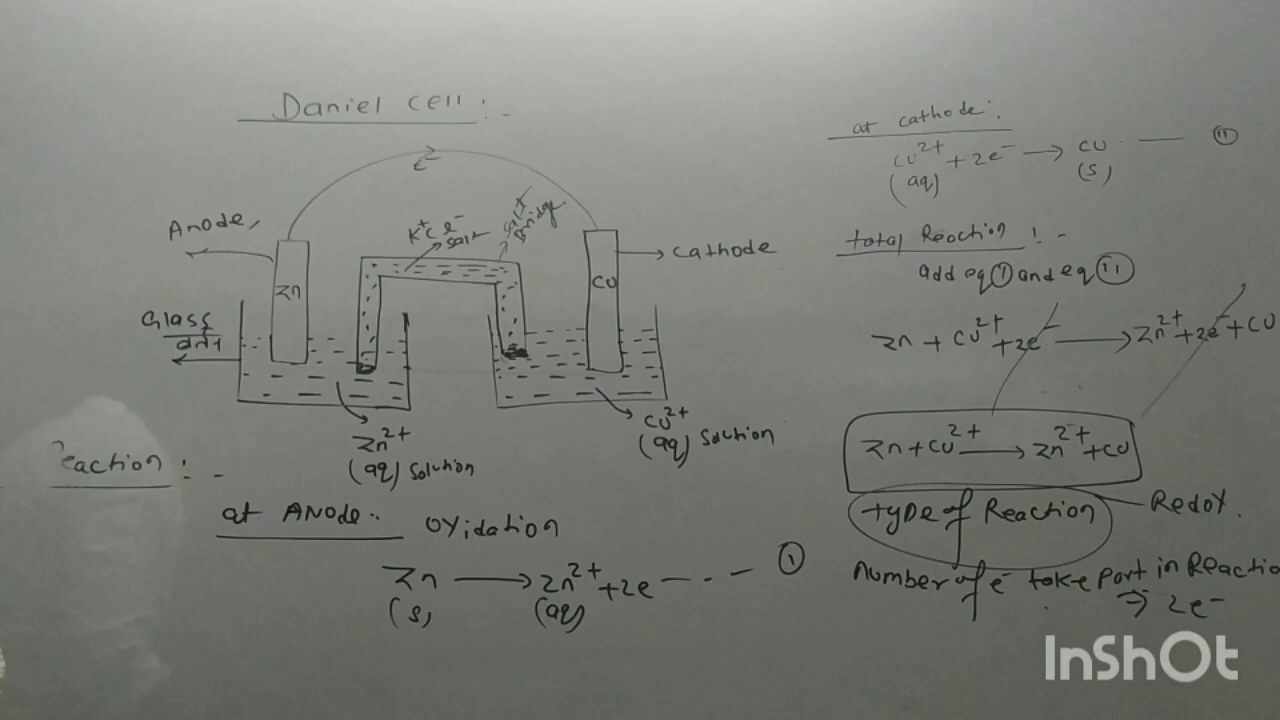 Daniel cell :-
e⁻
Anode,
K⁺Cl⁻
salt
salt
Bridge
Cathode
Zn
CU
Glass
Zn²⁺
(aq) Solution
CU²⁺
(aq) Solution
Reaction :-
at ANode..
Oxidation
Zn → Zn²⁺+2e⁻ --- ①
(s) (aq)
at cathode:
CU²⁺ + 2e⁻ → CU --- ⑪
(aq) (s)
total Reaction :-
add eq ① and eq ⑪
Zn + CU²⁺ + 2e⁻ → Zn²⁺ + 2e⁻ + CU
Zn + CU²⁺ → Zn²⁺ + CU
type of Reaction - Redox.
number of e⁻ take part in Reactio
⇒ 2e⁻
InShOt